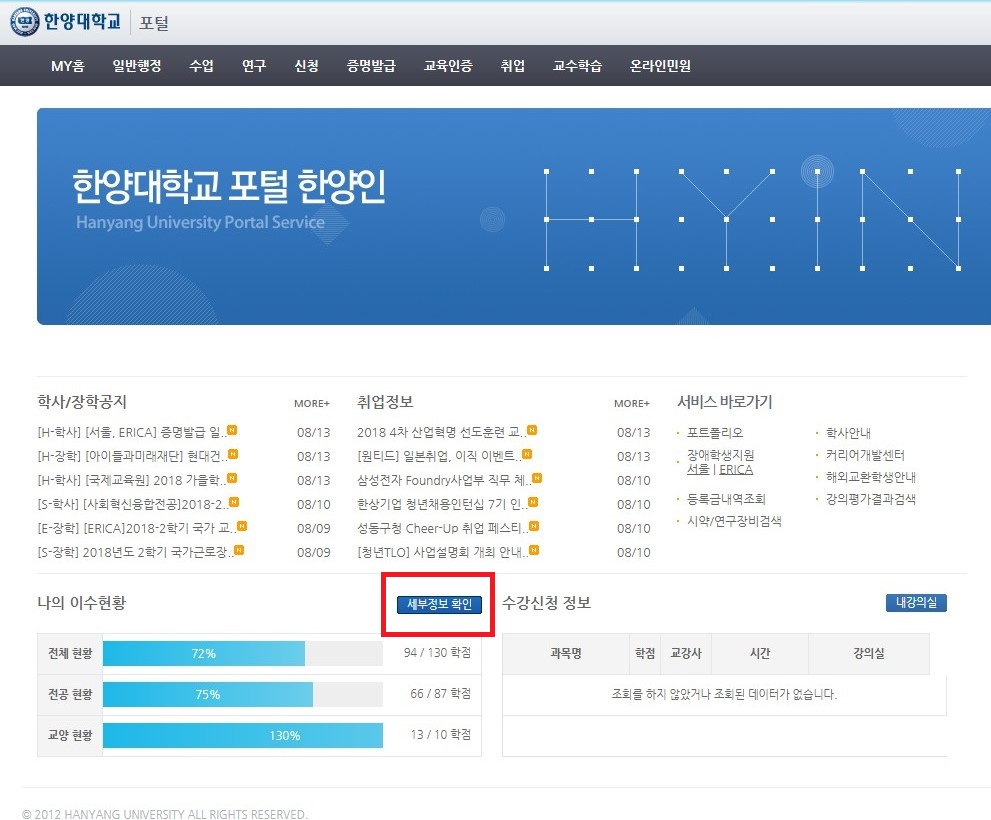 한양대학교 포털
MY홈 일반행정 수업 연구 신청 증명발급 교육인증 취업 교수학습 온라인민원
한양대학교 포털 한양인
Hanyang University Portal Service
HYIN
학사/장학공지 MORE+
[H-학사] [서울, ERICA] 증명발급 일.. N 08/13
[H-장학] [아이들과미래재단] 현대건.. N 08/13
[H-학사] [국제교육원] 2018 가을학.. N 08/13
[S-학사] [사회혁신융합전공]2018-2.. N 08/10
[E-장학] [ERICA]2018-2학기 국가 교.. N 08/09
[S-장학] 2018년도 2학기 국가근로장.. N 08/09
취업정보 MORE+
2018 4차 산업혁명 선도훈련 교.. N 08/13
[원티드] 일본취업, 이직 이벤트.. N 08/13
삼성전자 Foundry사업부 직무 체.. N 08/10
한상기업 청년채용인턴십 7기 인.. N 08/10
성동구청 Cheer-Up 취업 페스티.. N 08/10
[청년TLO] 사업설명회 개최 안내.. N 08/10
서비스 바로가기
포트폴리오
장애학생지원
서울 | ERICA
등록금내역조회
시약/연구장비검색
학사안내
커리어개발센터
해외교환학생안내
강의평가결과검색
나의 이수현황 세부정보 확인
전체 현황 72% 94 / 130 학점
전공 현황 75% 66 / 87 학점
교양 현황 130% 13 / 10 학점
수강신청 정보 내강의실
과목명 학점 교강사 시간 강의실
조회를 하지 않았거나 조회된 데이터가 없습니다.
© 2012 HANYANG UNIVERSITY ALL RIGHTS RESERVED.